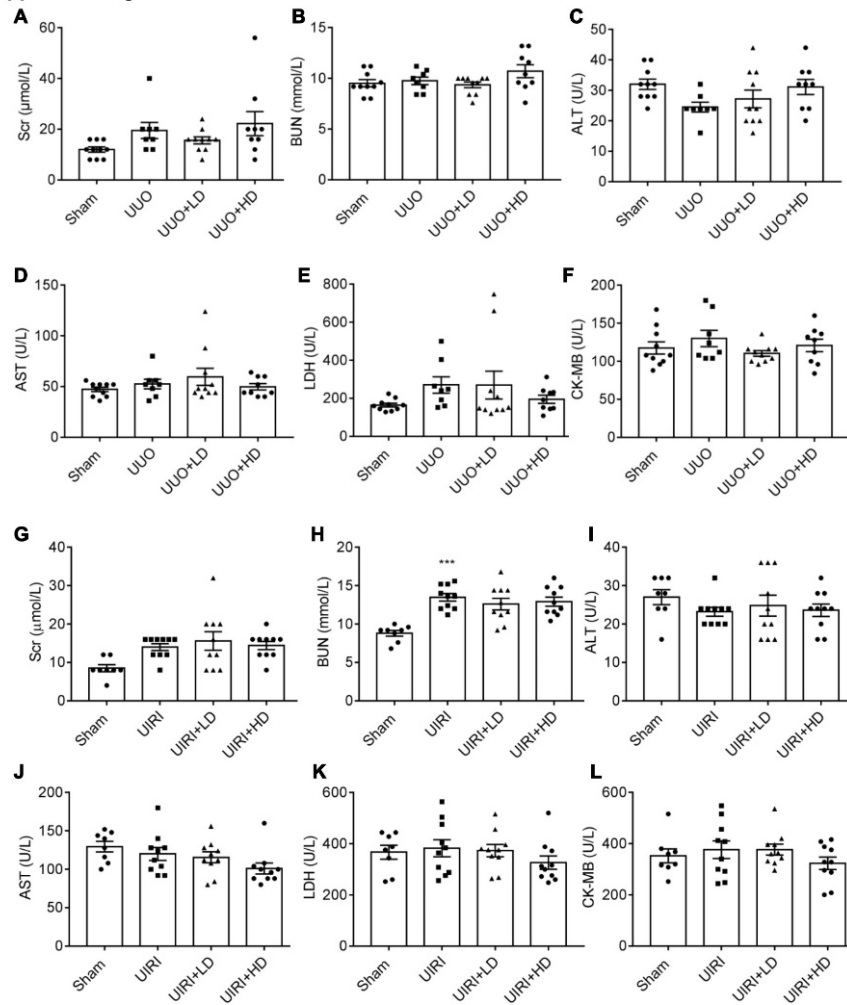 A
B
C
Scr (μmol/L)
60
40
20
0
Sham
UUO
UUO+LD
UUO+HD
BUN (mmol/L)
15
10
5
0
Sham
UUO
UUO+LD
UUO+HD
ALT (U/L)
50
40
30
20
10
0
Sham
UUO
UUO+LD
UUO+HD
D
E
F
AST (U/L)
150
100
50
0
Sham
UUO
UUO+LD
UUO+HD
LDH (U/L)
800
600
400
200
0
Sham
UUO
UUO+LD
UUO+HD
CK-MB (U/L)
200
150
100
50
0
Sham
UUO
UUO+LD
UUO+HD
G
H
I
Scr (μmol/L)
40
30
20
10
0
Sham
UIRI
UIRI+LD
UIRI+HD
BUN (mmol/L)
20
15
10
5
0
***
Sham
UIRI
UIRI+LD
UIRI+HD
ALT (U/L)
40
30
20
10
0
Sham
UIRI
UIRI+LD
UIRI+HD
J
K
L
AST (U/L)
200
150
100
50
0
Sham
UIRI
UIRI+LD
UIRI+HD
LDH (U/L)
600
400
200
0
Sham
UIRI
UIRI+LD
UIRI+HD
CK-MB (U/L)
600
400
200
0
Sham
UIRI
UIRI+LD
UIRI+HD